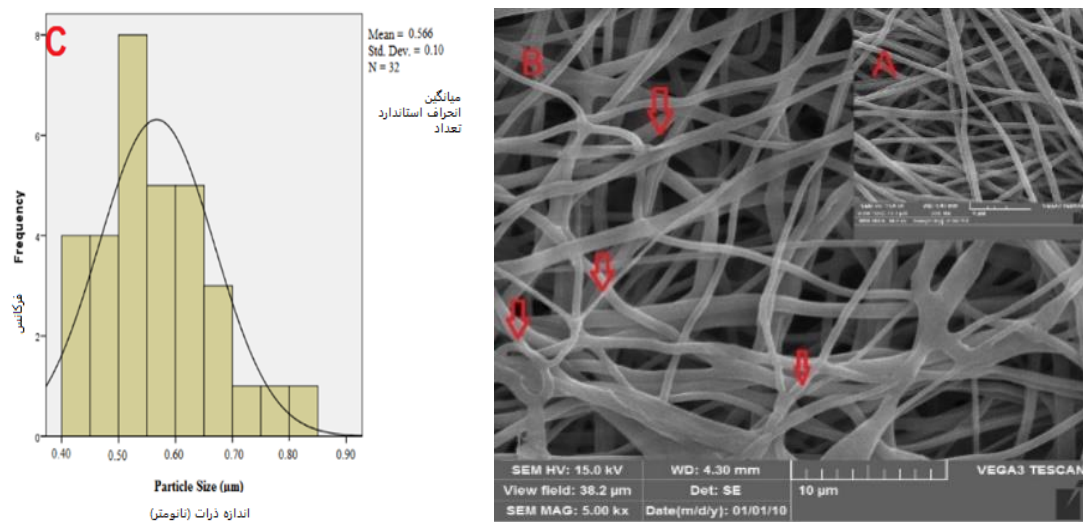 C
Mean = 0.566
Std. Dev. = 0.10
N = 32
میانگین
انحراف استاندارد
تعداد
8
6
4
2
0
Frequency
فرکانس
0.40 0.50 0.60 0.70 0.80 0.90
Particle Size (µm)
اندازه ذرات (نانومتر)
B
A
SEM HV: 15.0 kV WD: 4.30 mm VEGA3 TESCAN
View field: 38.2 µm Det: SE 10 µm
SEM MAG: 5.00 kx Date(m/d/y): 01/01/10